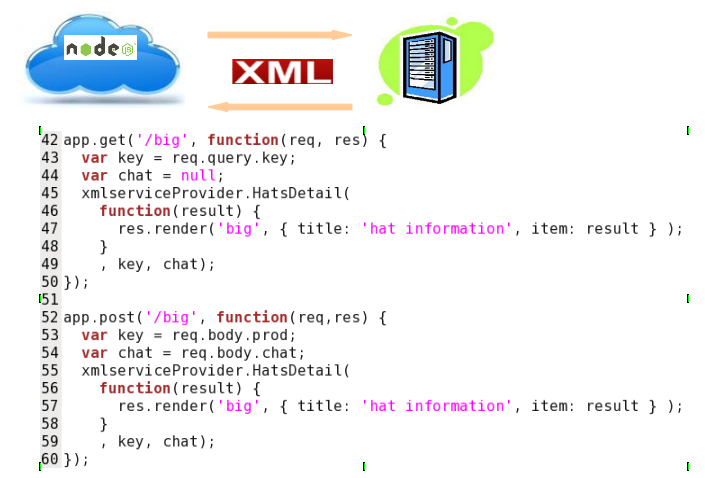 node JS
XML
42 app.get('/big', function(req, res) {
43   var key = req.query.key;
44   var chat = null;
45   xmlserviceProvider.HatsDetail(
46     function(result) {
47       res.render('big', { title: 'hat information', item: result } );
48     }
49     , key, chat);
50 });
51
52 app.post('/big', function(req,res) {
53   var key = req.body.prod;
54   var chat = req.body.chat;
55   xmlserviceProvider.HatsDetail(
56     function(result) {
57       res.render('big', { title: 'hat information', item: result } );
58     }
59     , key, chat);
60 });